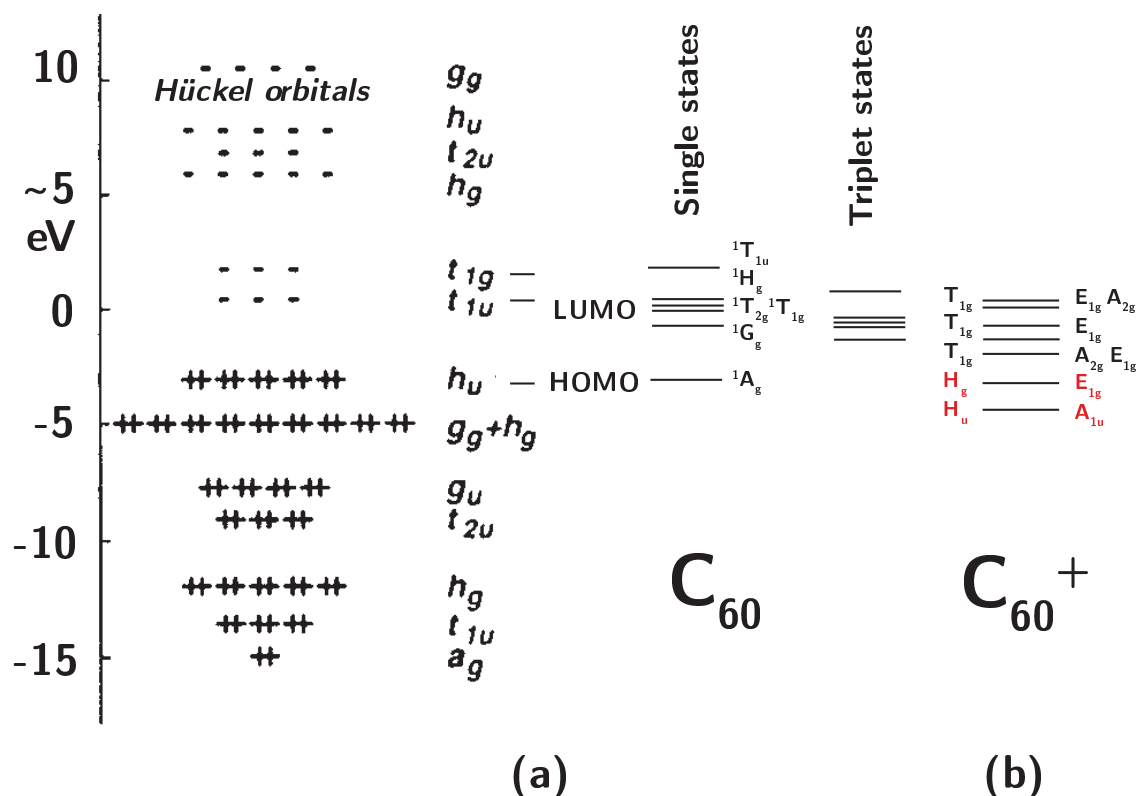 10
~5
eV
0
-5
-10
-15
Hückel orbitals
g_g
h_u
t_2u
h_g
t_1g
t_1u
h_u
g_g+h_g
g_u
t_2u
h_g
t_1u
a_g
LUMO
HOMO
Single states
¹T_1u
¹H_g
¹T_2g ¹T_1g
¹G_g
¹A_g
Triplet states
T_1g
T_1g
T_1g
H_g
H_u
E_1g A_2g
E_1g
A_2g E_1g
E_1g
A_1u
C_60
C_60 +
(a)
(b)